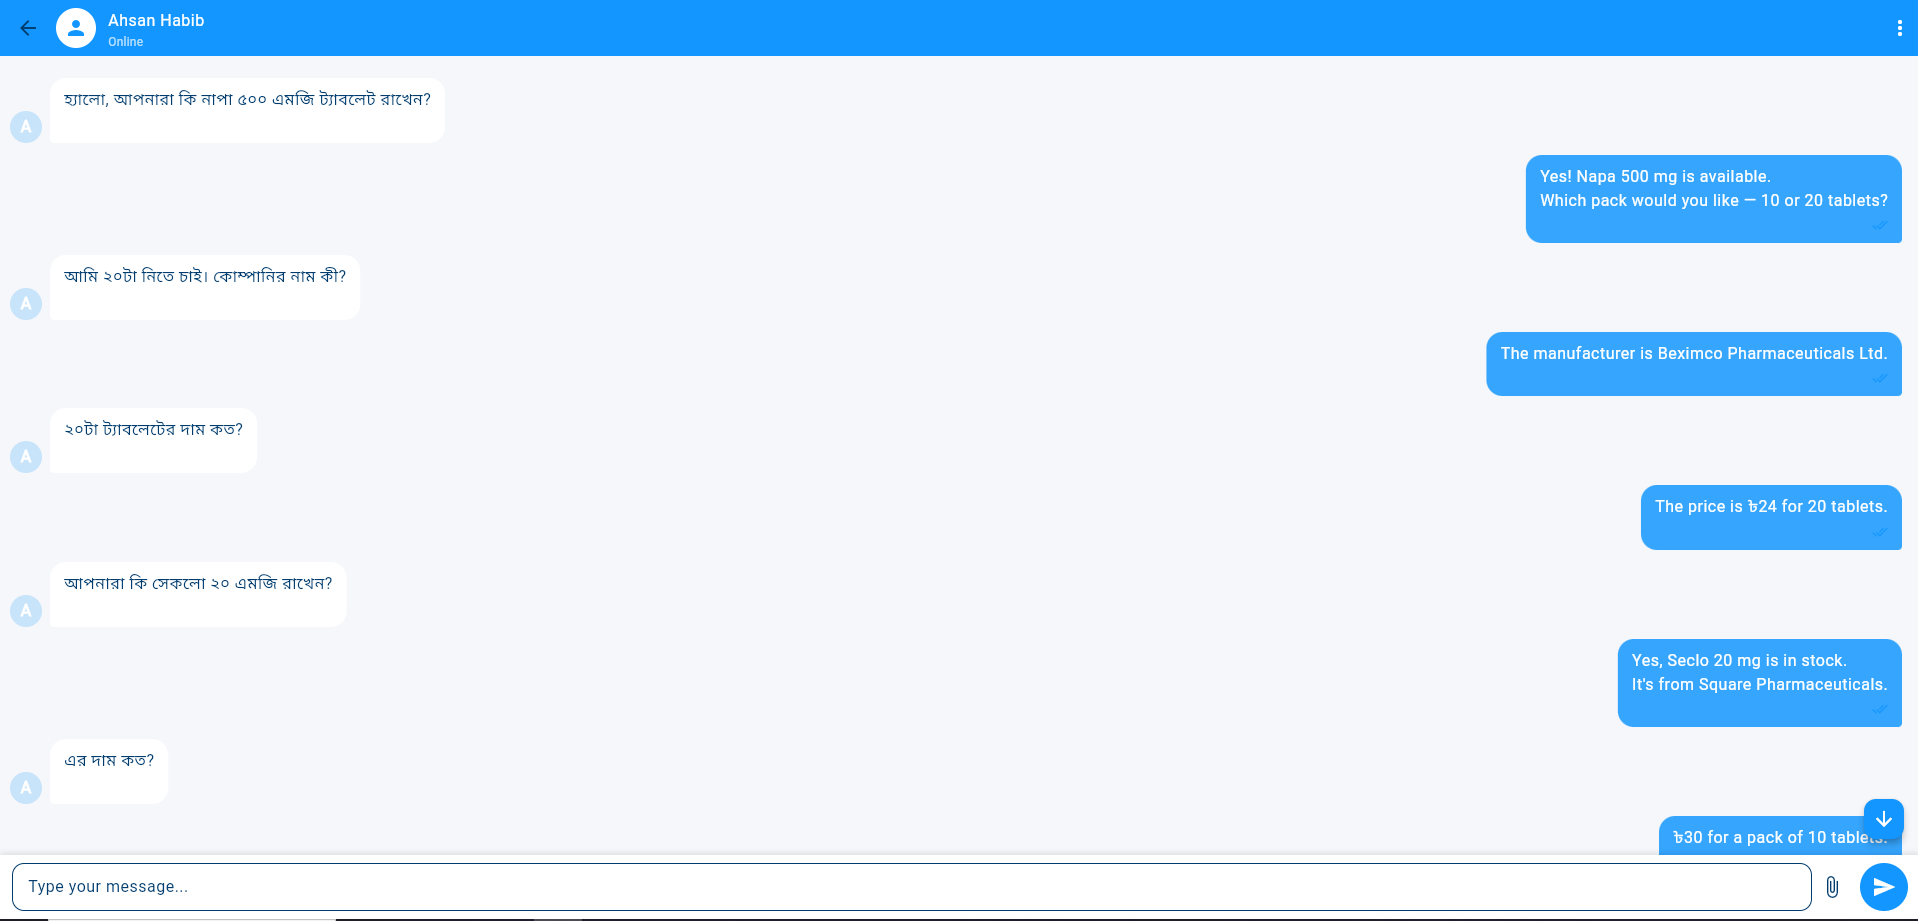 Ahsan Habib
Online
হ্যালো, আপনারা কি নাপা ৫০০ এমজি ট্যাবলেট রাখেন?
A
Yes! Napa 500 mg is available.
Which pack would you like — 10 or 20 tablets?
আমি ২০টা নিতে চাই। কোম্পানির নাম কী?
A
The manufacturer is Beximco Pharmaceuticals Ltd.
২০টা ট্যাবলেটের দাম কত?
A
The price is ৳24 for 20 tablets.
আপনারা কি সেকলো ২০ এমজি রাখেন?
A
Yes, Seclo 20 mg is in stock.
It's from Square Pharmaceuticals.
এর দাম কত?
A
৳30 for a pack of 10 tablets.
Type your message...